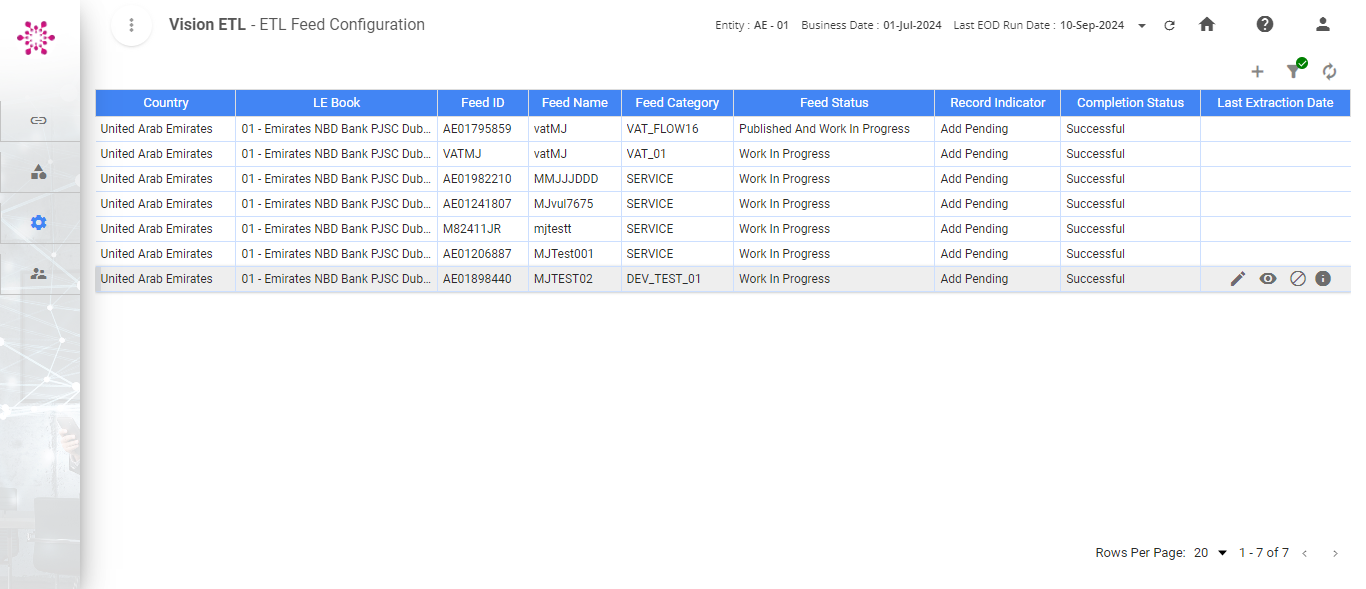 Vision ETL - ETL Feed Configuration
Entity : AE - 01 Business Date : 01-Jul-2024 Last EOD Run Date : 10-Sep-2024
Country LE Book Feed ID Feed Name Feed Category Feed Status Record Indicator Completion Status Last Extraction Date
United Arab Emirates 01 - Emirates NBD Bank PJSC Dub... AE01795859 vatMJ VAT_FLOW16 Published And Work In Progress Add Pending Successful
United Arab Emirates 01 - Emirates NBD Bank PJSC Dub... VATMJ vatMJ VAT_01 Work In Progress Add Pending Successful
United Arab Emirates 01 - Emirates NBD Bank PJSC Dub... AE01982210 MMJJJDDD SERVICE Work In Progress Add Pending Successful
United Arab Emirates 01 - Emirates NBD Bank PJSC Dub... AE01241807 MJvul7675 SERVICE Work In Progress Add Pending Successful
United Arab Emirates 01 - Emirates NBD Bank PJSC Dub... M82411JR mjtestt SERVICE Work In Progress Add Pending Successful
United Arab Emirates 01 - Emirates NBD Bank PJSC Dub... AE01206887 MJTest001 SERVICE Work In Progress Add Pending Successful
United Arab Emirates 01 - Emirates NBD Bank PJSC Dub... AE01898440 MJTEST02 DEV_TEST_01 Work In Progress Add Pending Successful
Rows Per Page: 20 1 - 7 of 7